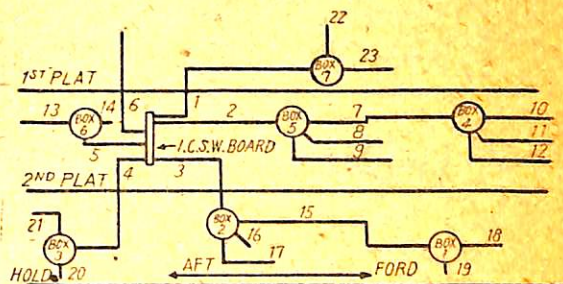 22
BOX 7
23
1ST PLAT
13
BOX 6
14
6
1
2
BOX 5
7
BOX 4
10
8
11
5
I.C.S.W. BOARD
9
12
4
3
2ND PLAT
21
BOX 2
15
16
BOX 3
17
BOX 1
18
HOLD
20
AFT
FORD
19